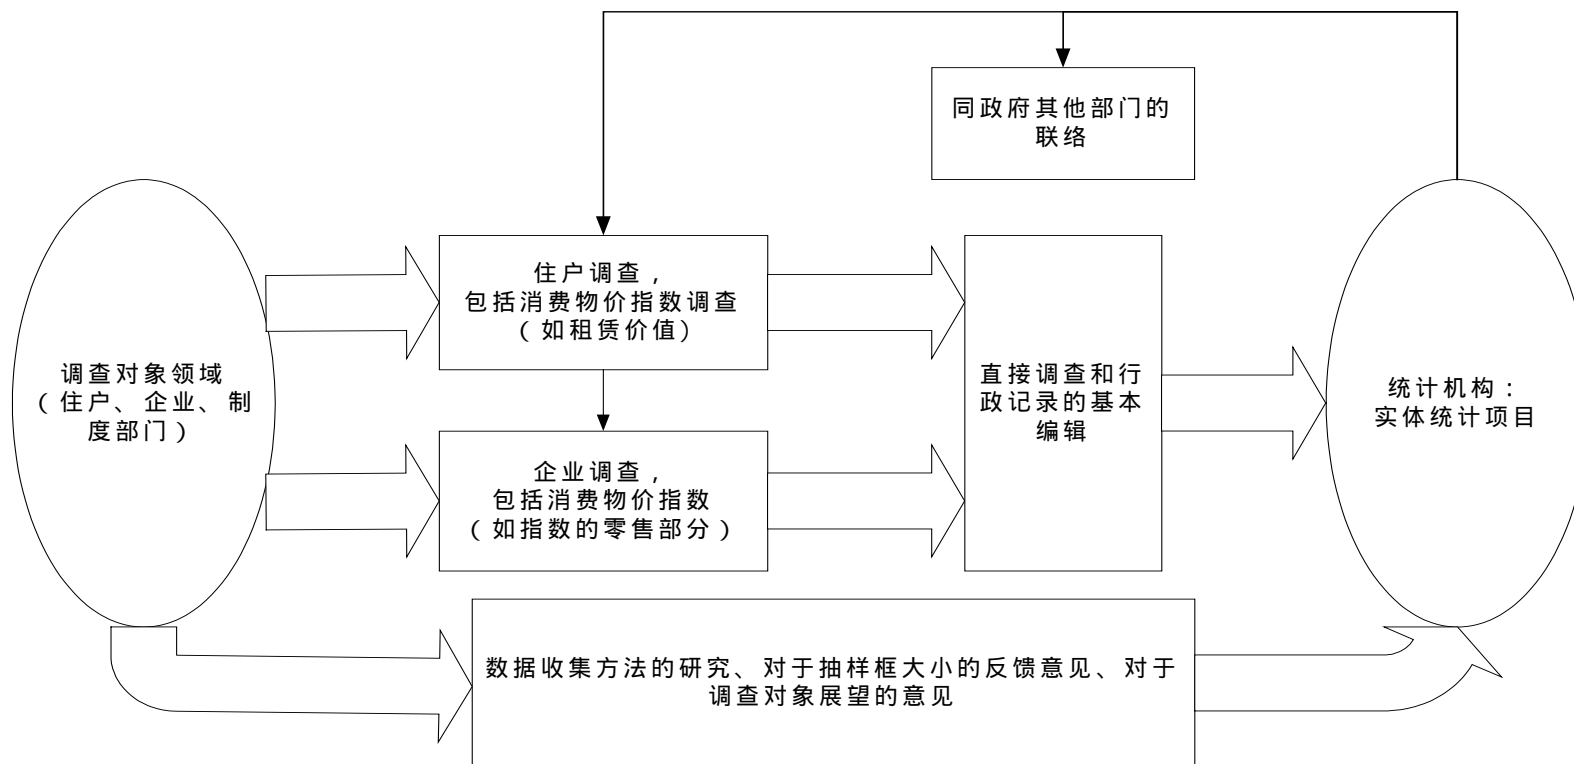 同政府其他部门的
联络
住户调查，
包括消费物价指数调查
（如租赁价值）
调查对象领域
（住户、企业、制
度部门）
直接调查和行
政记录的基本
编辑
统计机构：
实体统计项目
企业调查，
包括消费物价指数
（如指数的零售部分）
数据收集方法的研究、对于抽样框大小的反馈意见、对于
调查对象展望的意见